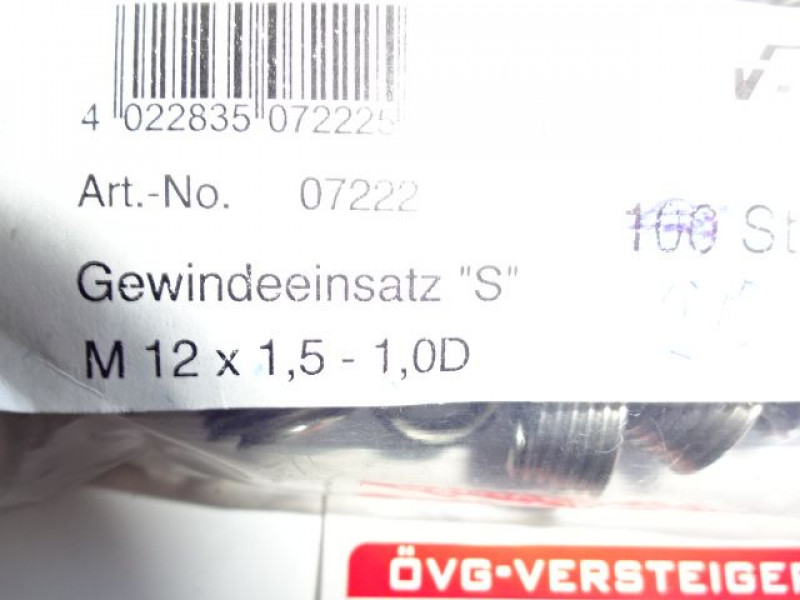 4 022835 072225
Art.-No. 07222
100 St
Gewindeeinsatz "S"
M 12 x 1,5 - 1,0D
ÖVG-VERSTEIGER